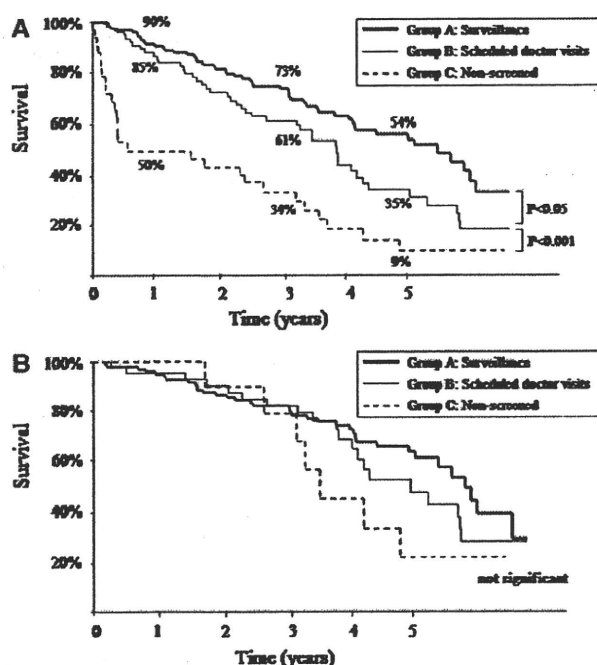 A
100%
80%
60%
40%
20%
Survival
90%
85%
73%
61%
54%
50%
34%
35%
9%
Group A: Surveillance
Group B: Scheduled doctor visits
Group C: Non-screened
P<0.05
P<0.001
0 1 2 3 4 5
Time (years)
B
100%
80%
60%
40%
20%
Survival
Group A: Surveillance
Group B: Scheduled doctor visits
Group C: Non-screened
not significant
0 1 2 3 4 5
Time (years)